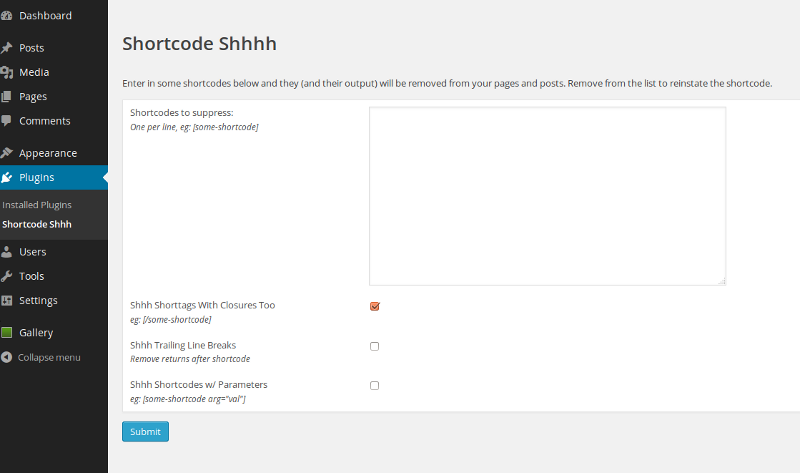 Dashboard
Posts
Media
Pages
Comments
Appearance
Plugins
Installed Plugins
Shortcode Shhh
Users
Tools
Settings
Gallery
Collapse menu
Shortcode Shhhh
Enter in some shortcodes below and they (and their output) will be removed from your pages and posts. Remove from the list to reinstate the shortcode.
Shortcodes to suppress:
One per line, eg: [some-shortcode]
Shhh Shorttags With Closures Too
eg: [/some-shortcode]
Shhh Trailing Line Breaks
Remove returns after shortcode
Shhh Shortcodes w/ Parameters
eg: [some-shortcode arg="val"]
Submit